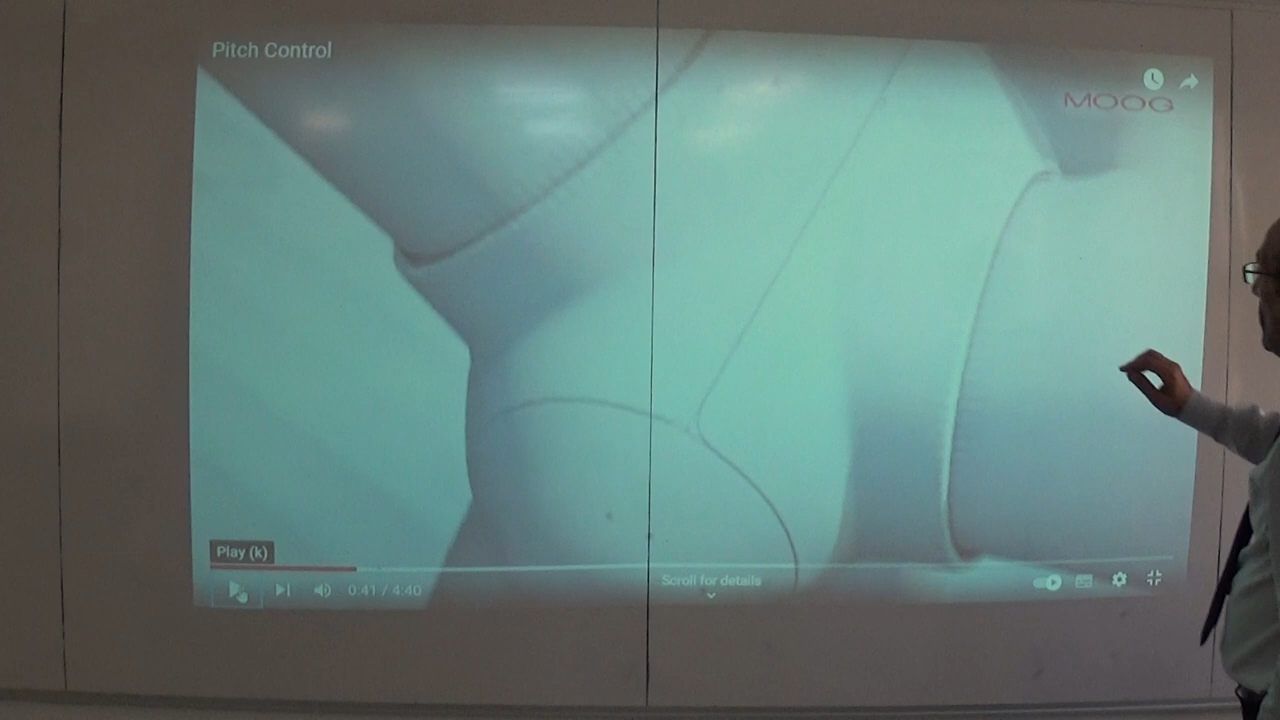 Pitch Control
MOOG
Play (k)
0:41 / 4:40
Scroll for details